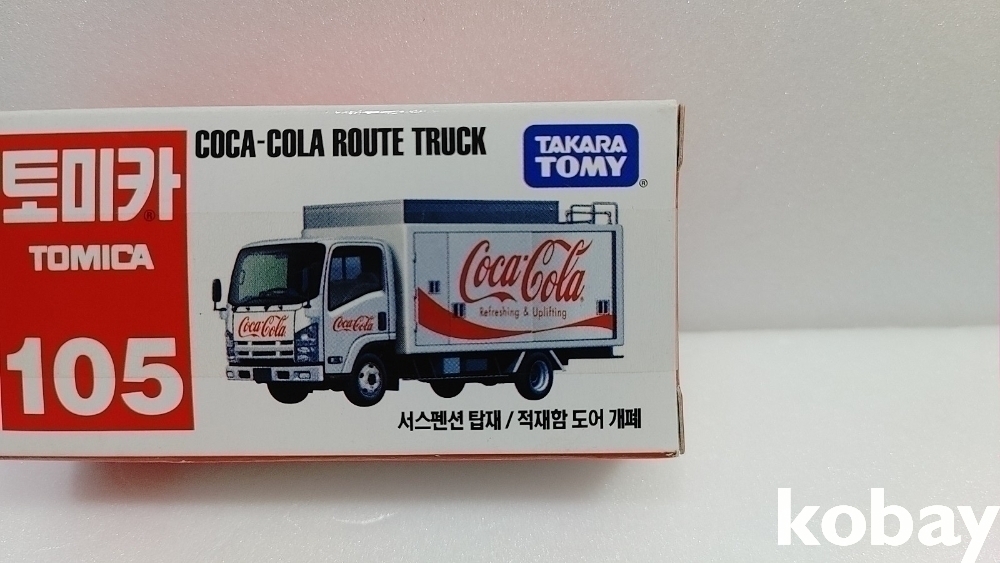 토미카®
TOMICA
105
COCA-COLA ROUTE TRUCK
TAKARA
TOMY®
Coca-Cola
Refreshing & Uplifting
Coca-Cola
Coca-Cola
서스펜션 탑재 / 적재함 도어 개폐
kobay